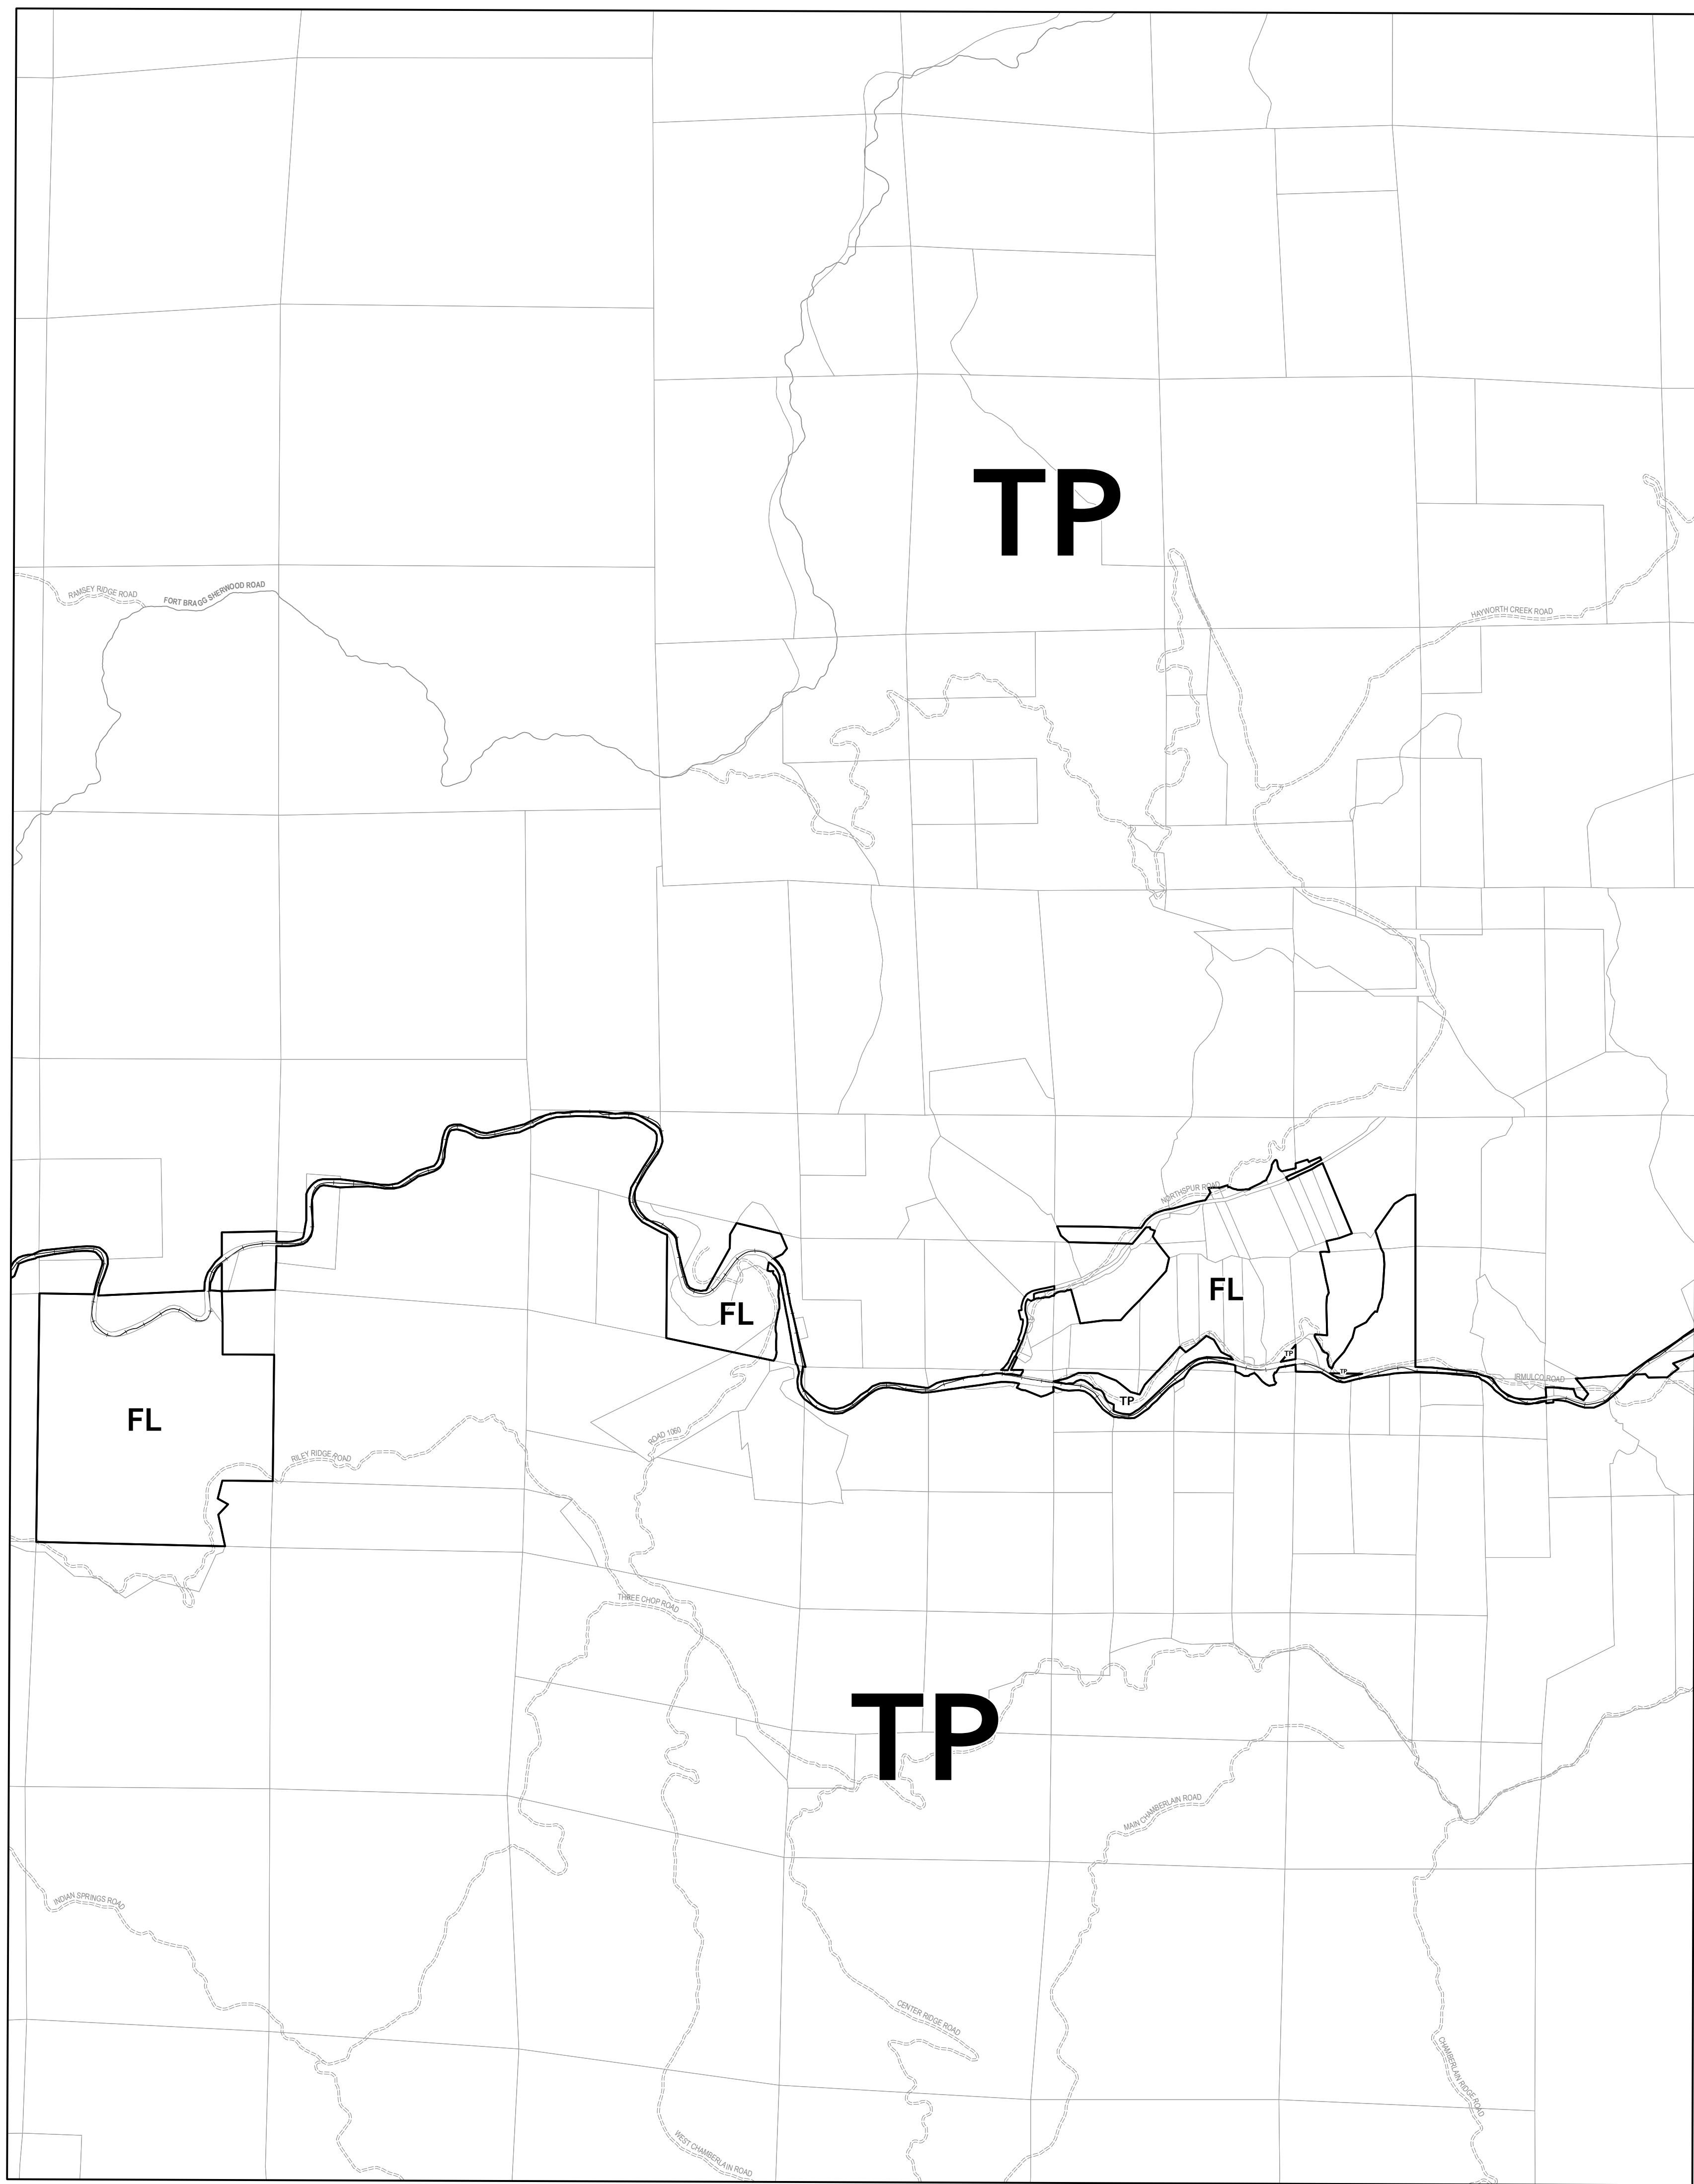 TP
RAMSEY RIDGE ROAD
FORT BRAGG SHERWOOD ROAD
HAYWORTH CREEK ROAD
NORTHSPUR ROAD
FL
FL
TP
TP
IRMULCO ROAD
TP
FL
ROAD 1060
RILEY RIDGE ROAD
THREE CHOP ROAD
TP
MAIN CHAMBERLAIN ROAD
INDIAN SPRINGS ROAD
CENTER RIDGE ROAD
CHAMBERLAIN RIDGE ROAD
WEST CHAMBERLAIN ROAD